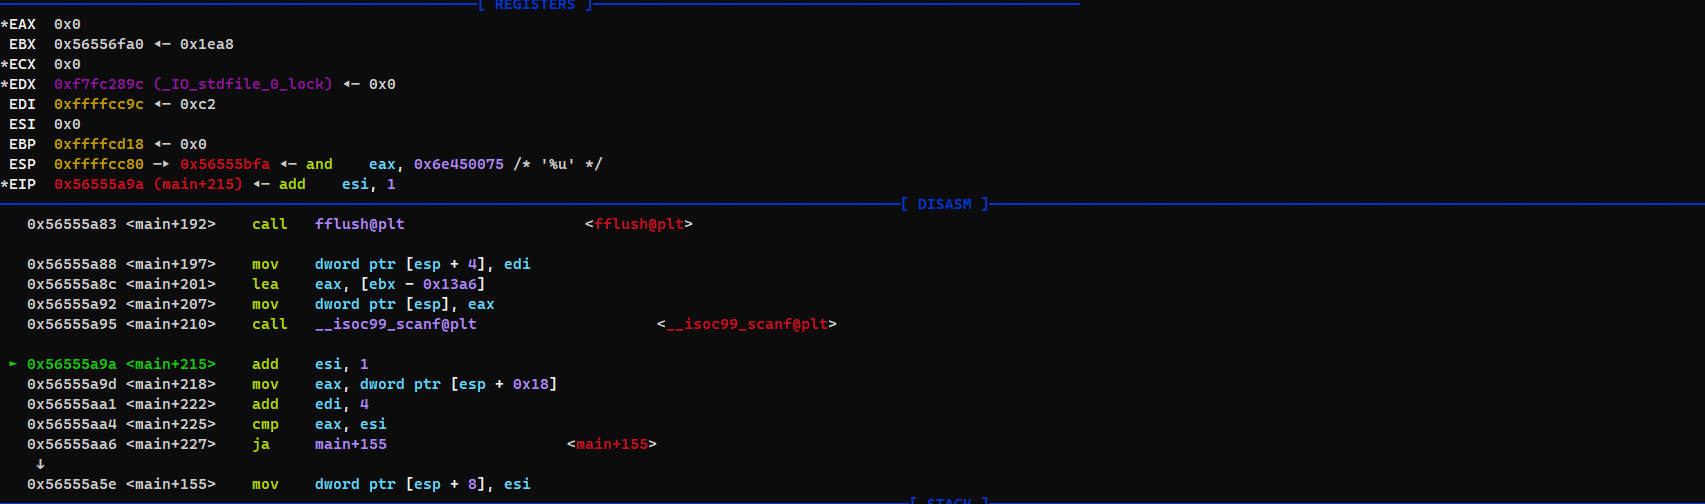 [ REGISTERS ]
*EAX  0x0
 EBX  0x56556fa0 ◂— 0x1ea8
*ECX  0x0
*EDX  0xf7fc289c (_IO_stdfile_0_lock) ◂— 0x0
 EDI  0xffffcc9c ◂— 0xc2
 ESI  0x0
 EBP  0xffffcd18 ◂— 0x0
 ESP  0xffffcc80 —▸ 0x56555bfa ◂— and    eax, 0x6e450075 /* '%u' */
*EIP  0x56555a9a (main+215) ◂— add    esi, 1
[ DISASM ]
   0x56555a83 <main+192>    call   fflush@plt                    <fflush@plt>
   0x56555a88 <main+197>    mov    dword ptr [esp + 4], edi
   0x56555a8c <main+201>    lea    eax, [ebx - 0x13a6]
   0x56555a92 <main+207>    mov    dword ptr [esp], eax
   0x56555a95 <main+210>    call   __isoc99_scanf@plt                    <__isoc99_scanf@plt>
 ► 0x56555a9a <main+215>    add    esi, 1
   0x56555a9d <main+218>    mov    eax, dword ptr [esp + 0x18]
   0x56555aa1 <main+222>    add    edi, 4
   0x56555aa4 <main+225>    cmp    eax, esi
   0x56555aa6 <main+227>    ja     main+155                    <main+155>
    ↓
   0x56555a5e <main+155>    mov    dword ptr [esp + 8], esi
[ STACK ]